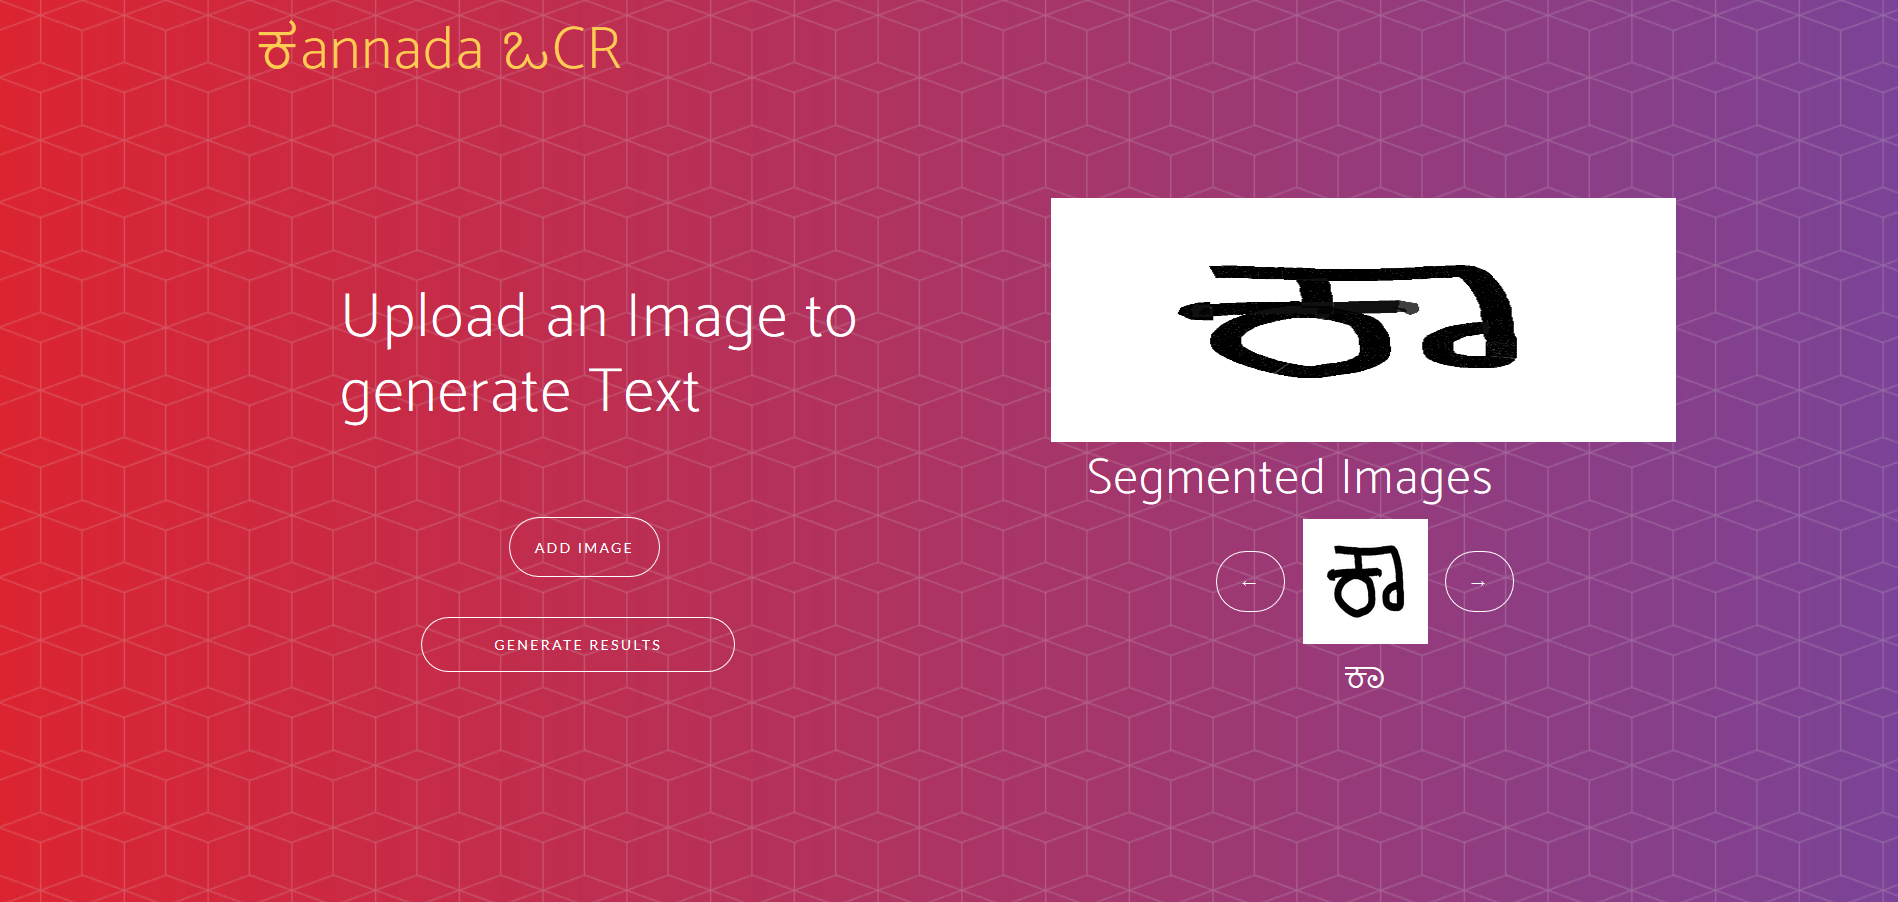 ಕannada ಒCR
Upload an Image to
generate Text
ADD IMAGE
GENERATE RESULTS
ಕಾ
Segmented Images
←
ಕಾ
→
ಕಾ